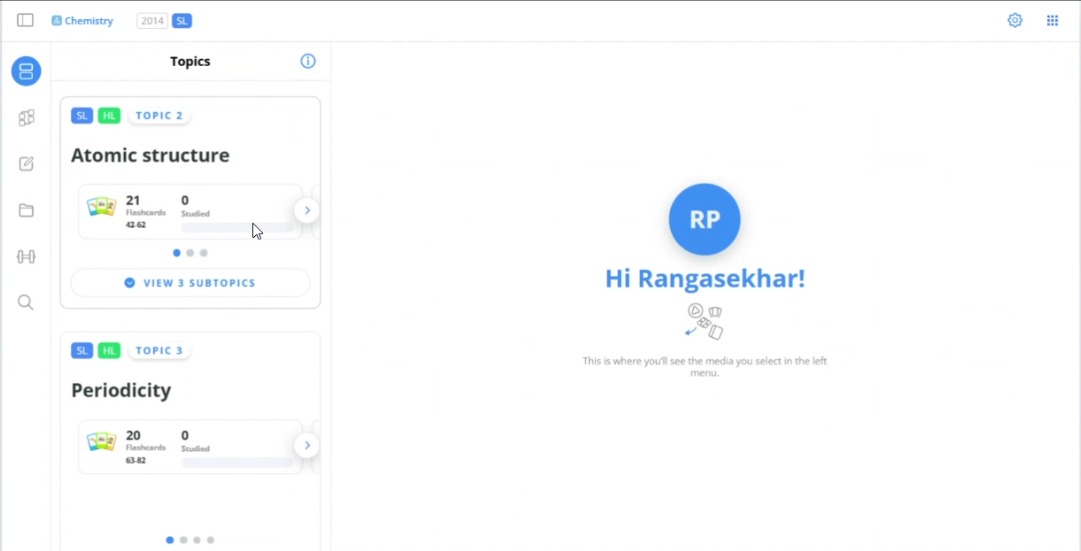 Chemistry 2014 SL
Topics
SL HL TOPIC 2
Atomic structure
21 0
Flashcards Studied
42-62
VIEW 3 SUBTOPICS
SL HL TOPIC 3
Periodicity
20 0
Flashcards Studied
63-82
RP
Hi Rangasekhar!
This is where you'll see the media you select in the left
menu.